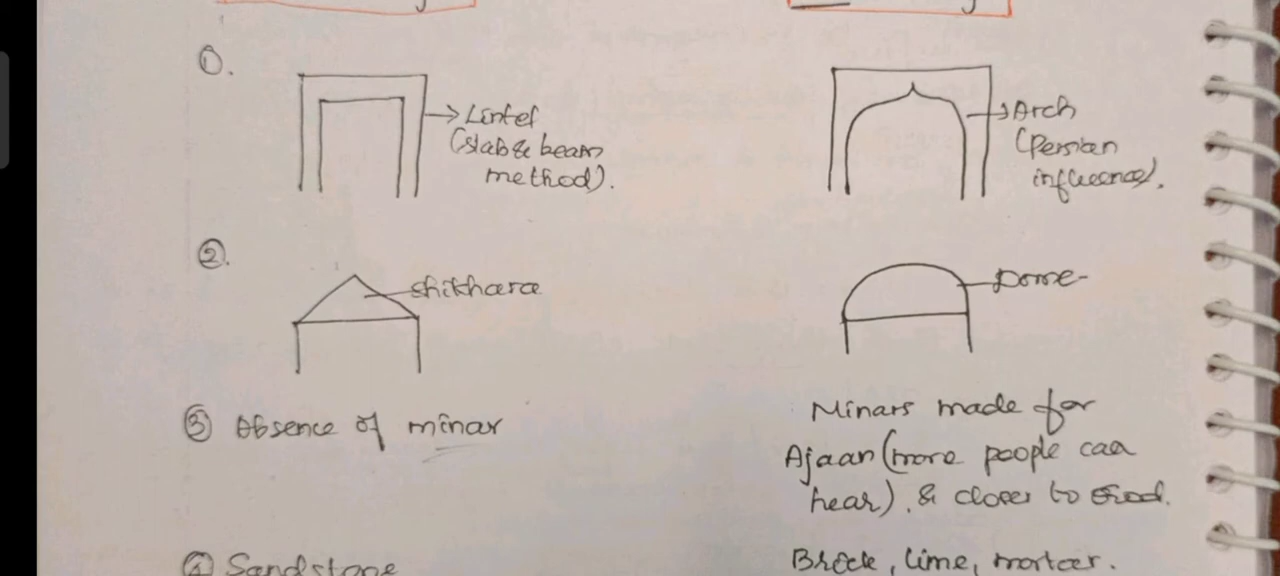 ①.
→ Lintel
(slab & beam
method).
→ Arch
(Persian
influence).
②.
Shikhara
Dome
③ Absence of minar
Minars made for
Ajaan (more people can
hear). & closer to God.
④ Sandstone
Brick, lime, mortar.